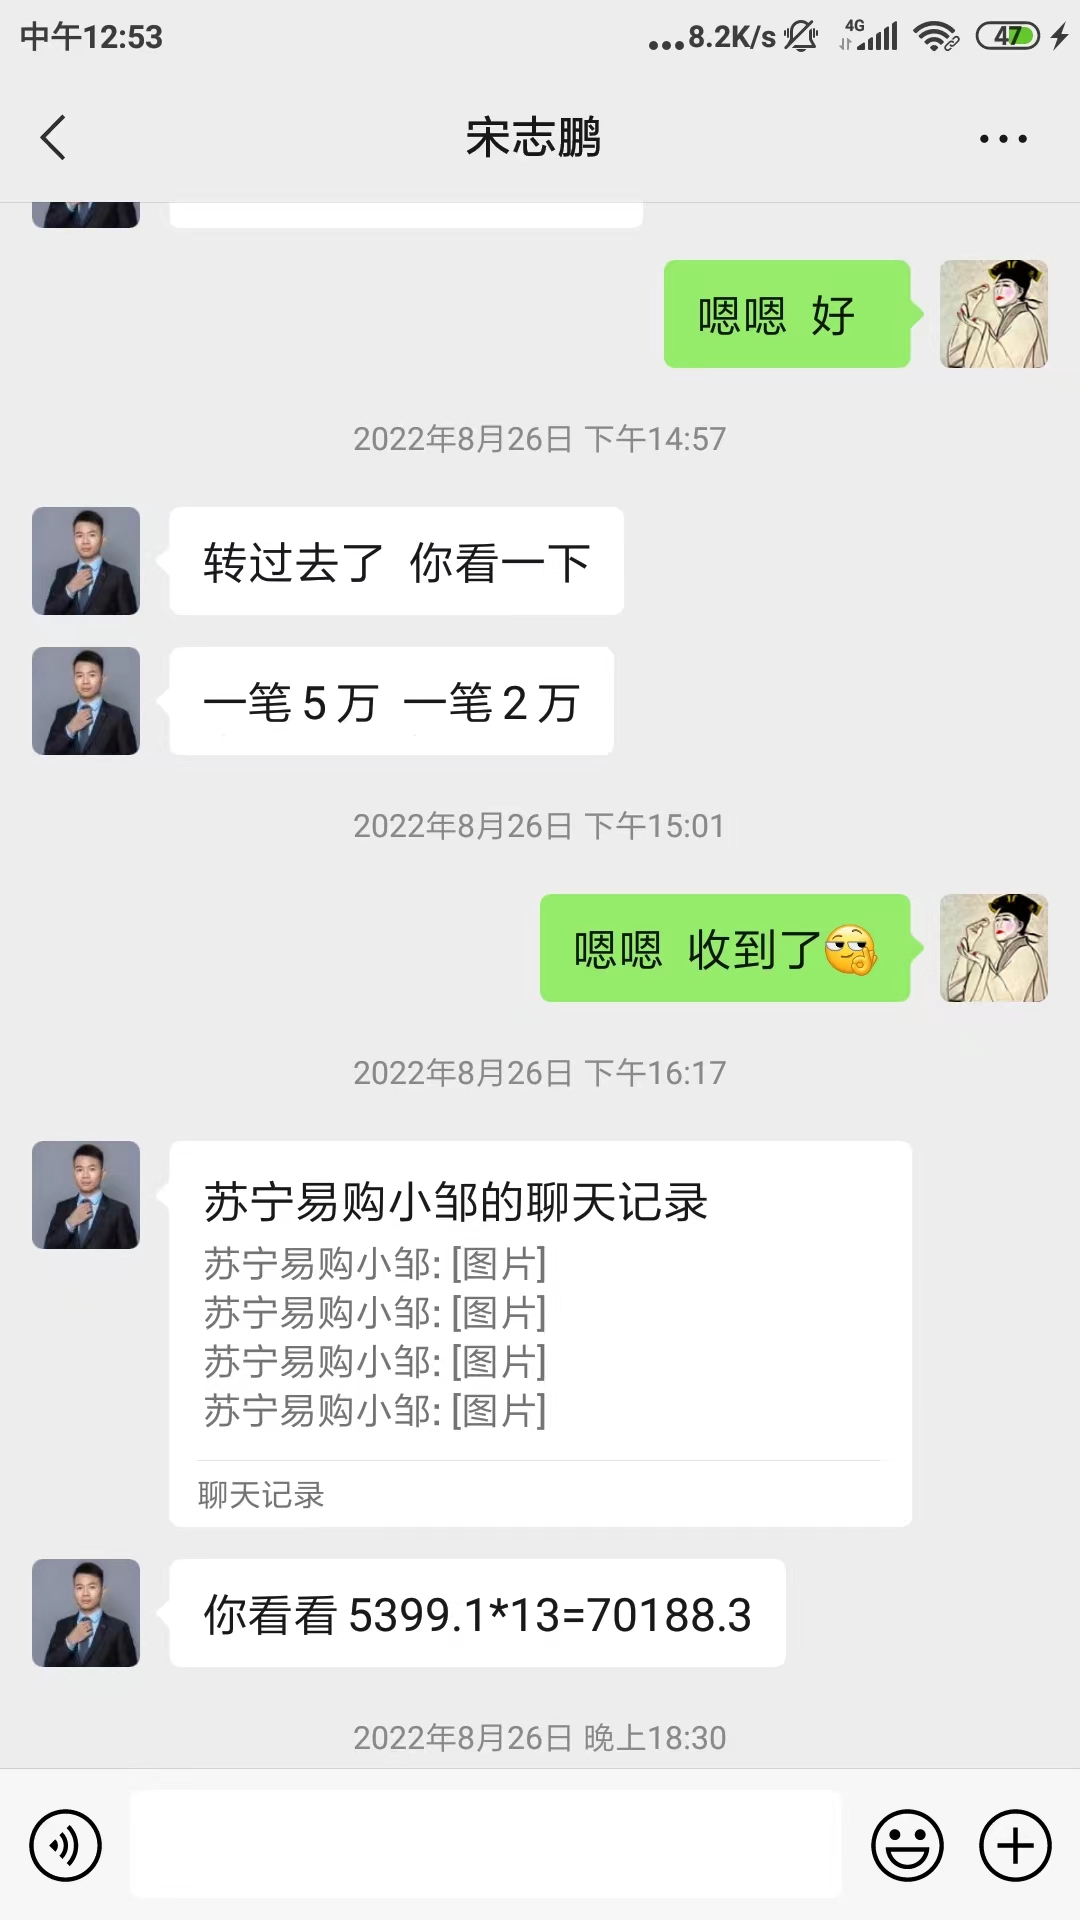 中午12:53
...8.2K/s
4G
47
宋志鹏
嗯嗯 好
2022年8月26日 下午14:57
转过去了 你看一下
一笔5万 一笔2万
2022年8月26日 下午15:01
嗯嗯 收到了
2022年8月26日 下午16:17
苏宁易购小邹的聊天记录
苏宁易购小邹: [图片]
苏宁易购小邹: [图片]
苏宁易购小邹: [图片]
苏宁易购小邹: [图片]
聊天记录
你看看5399.1*13=70188.3
2022年8月26日 晚上18:30